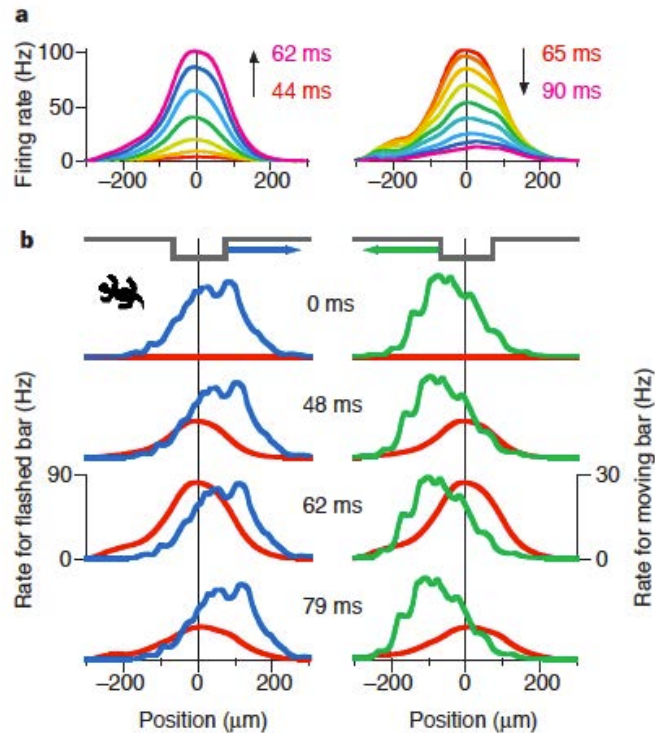 a
Firing rate (Hz)
100
50
0
62 ms
44 ms
−200 0 200
65 ms
90 ms
−200 0 200
b
0 ms
48 ms
62 ms
79 ms
Rate for flashed bar (Hz)
90
0
30
0
Rate for moving bar (Hz)
−200 0 200
−200 0 200
Position (μm)
Position (μm)